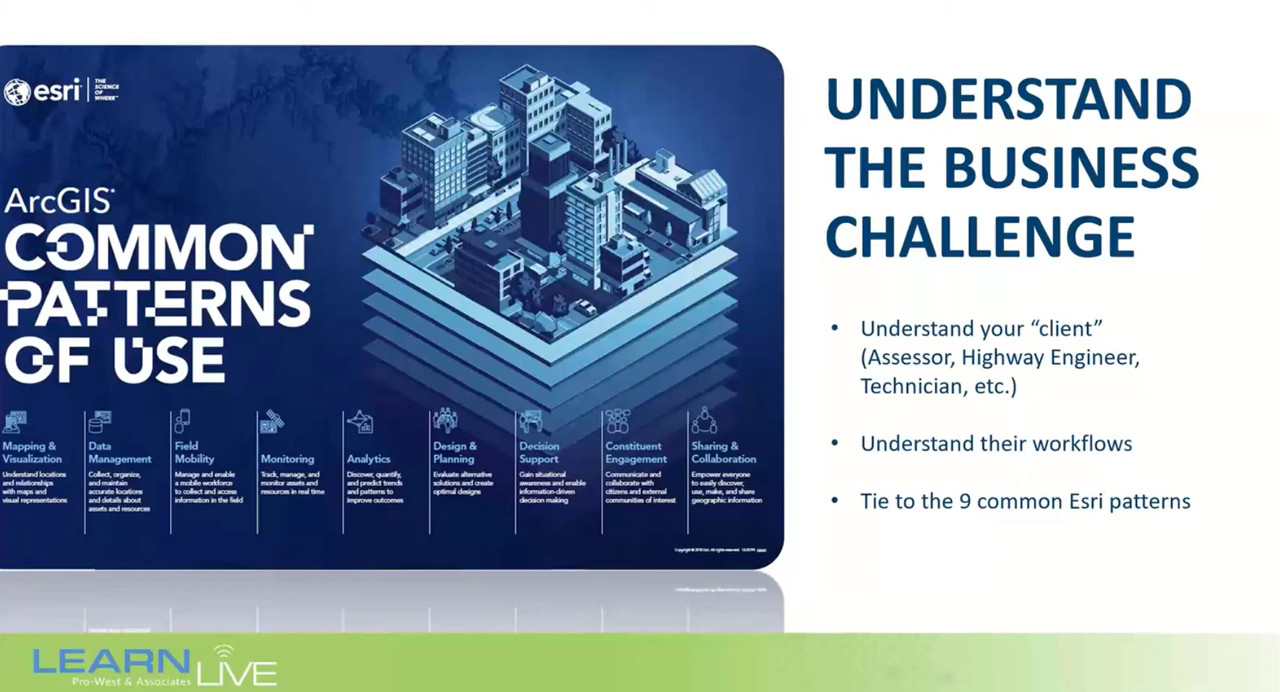 esri
THE
SCIENCE
OF
WHERE™
ArcGIS®
COMMON
PATTERNS
OF USE
Mapping &
Visualization
Understand locations
and relationships
with maps and
visual representations
Data
Management
Collect, organize,
and maintain
accurate locations
and details about
assets and resources
Field
Mobility
Manage and enable
a mobile workforce
to collect and access
information in the field
Monitoring
Track, manage, and
monitor assets and
resources in real time
Analytics
Discover, quantify,
and predict trends
and patterns to
improve outcomes
Design &
Planning
Evaluate alternative
solutions and create
optimal designs
Decision
Support
Gain situational
awareness and enable
information-driven
decision making
Constituent
Engagement
Communicate and
collaborate with
citizens and external
communities of interest
Sharing &
Collaboration
Empower everyone
to easily discover,
use, make, and share
geographic information
Esri. All rights reserved.
UNDERSTAND
THE BUSINESS
CHALLENGE
• Understand your “client”
(Assessor, Highway Engineer,
Technician, etc.)
• Understand their workflows
• Tie to the 9 common Esri patterns
LEARN LIVE
Pro-West & Associates